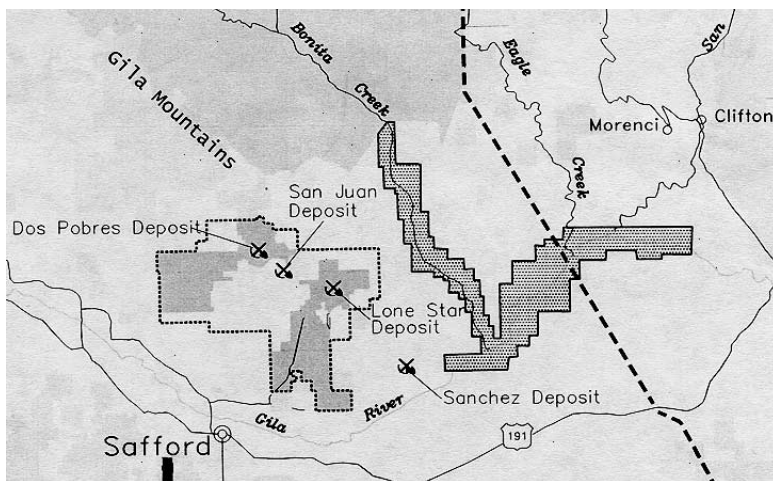 Bonita
Creek
Eagle
Creek
San
Gila Mountains
Morenci
Clifton
San Juan
Deposit
Dos Pobres Deposit
Lone Star
Deposit
Sanchez Deposit
Gila
River
191
Safford